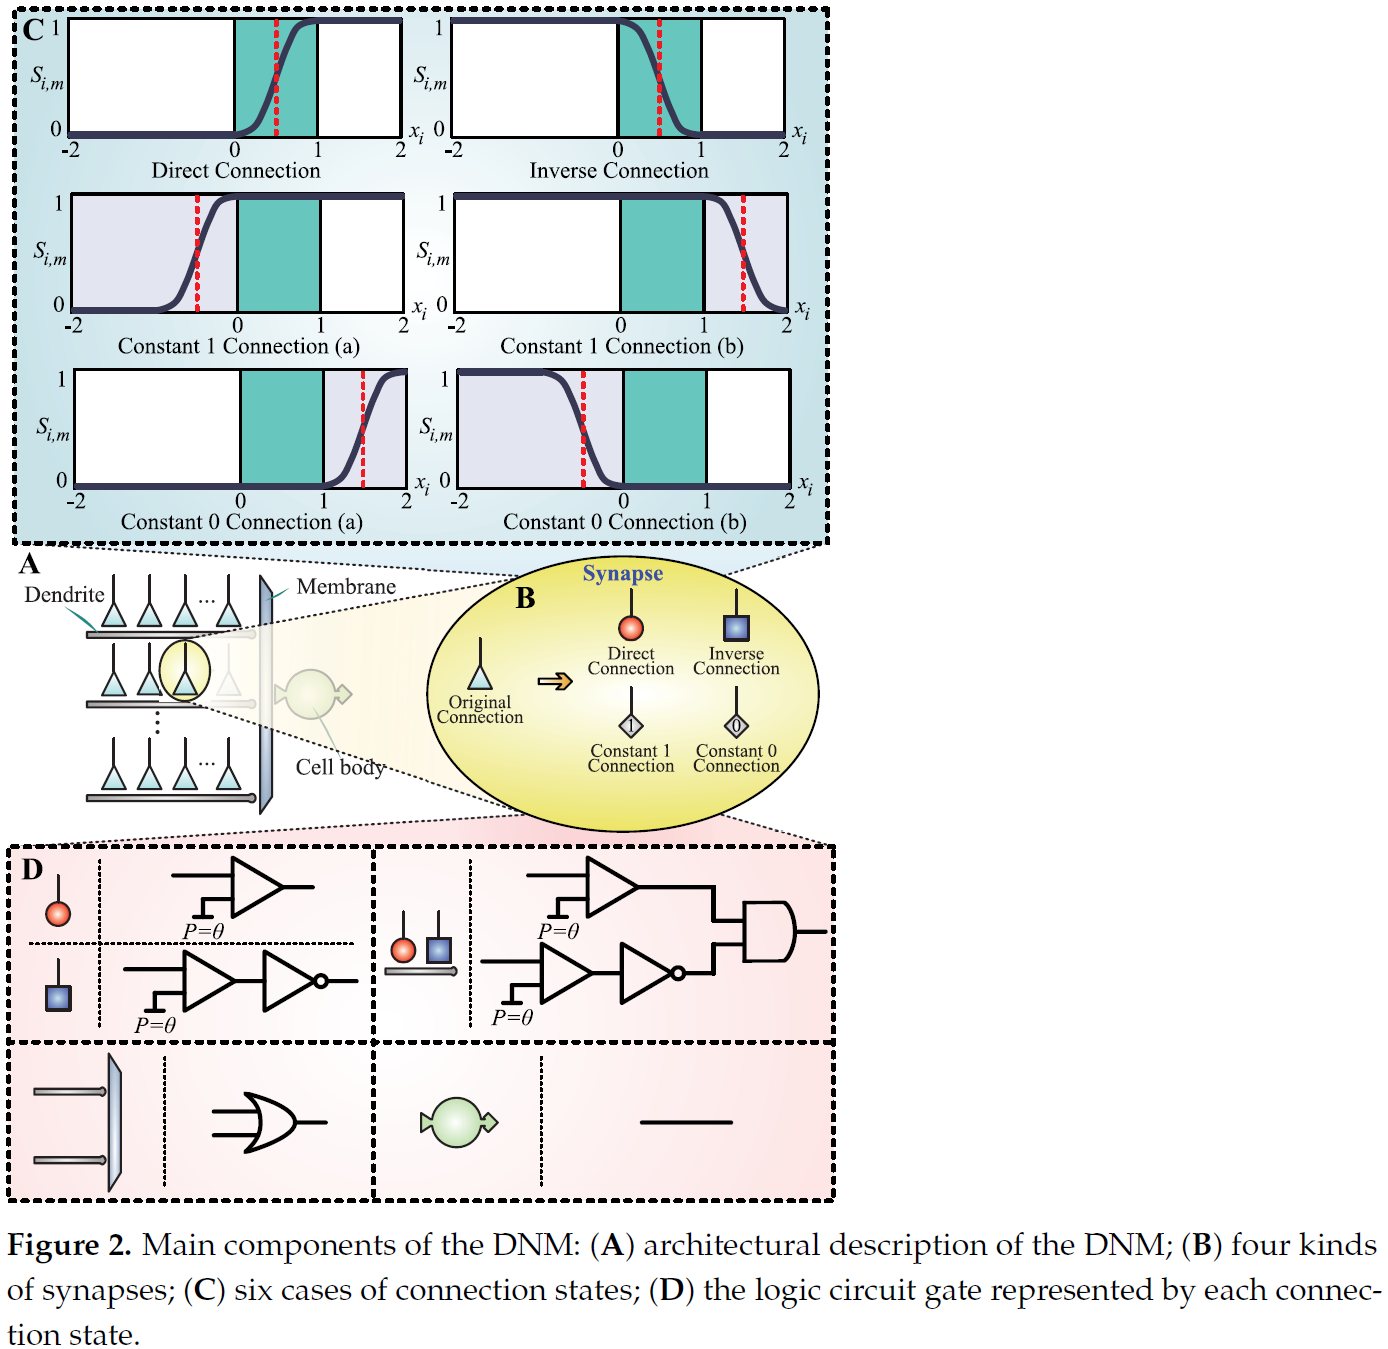 C
1
S_{i,m}
0
-2 0 1 2 x_i
Direct Connection
1
S_{i,m}
0
-2 0 1 2 x_i
Inverse Connection
1
S_{i,m}
0
-2 0 1 2 x_i
Constant 1 Connection (a)
1
S_{i,m}
0
-2 0 1 2 x_i
Constant 1 Connection (b)
1
S_{i,m}
0
-2 0 1 2 x_i
Constant 0 Connection (a)
1
S_{i,m}
0
-2 0 1 2 x_i
Constant 0 Connection (b)
A
Dendrite
...
Membrane
...
Cell body
B
Synapse
Original
Connection
Direct
Connection
Inverse
Connection
1
Constant 1
Connection
0
Constant 0
Connection
D
P=θ
P=θ
P=θ
P=θ
Figure 2. Main components of the DNM: (A) architectural description of the DNM; (B) four kinds
of synapses; (C) six cases of connection states; (D) the logic circuit gate represented by each connec-
tion state.